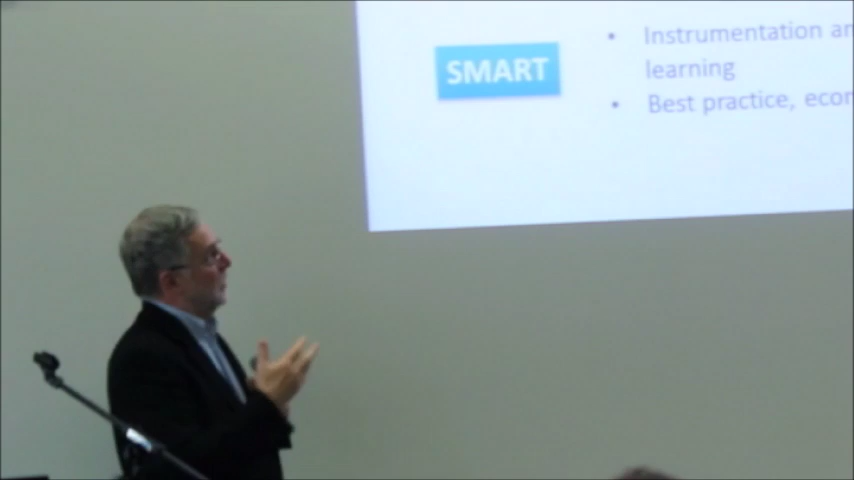 SMART
• Instrumentation an
learning
• Best practice, econ